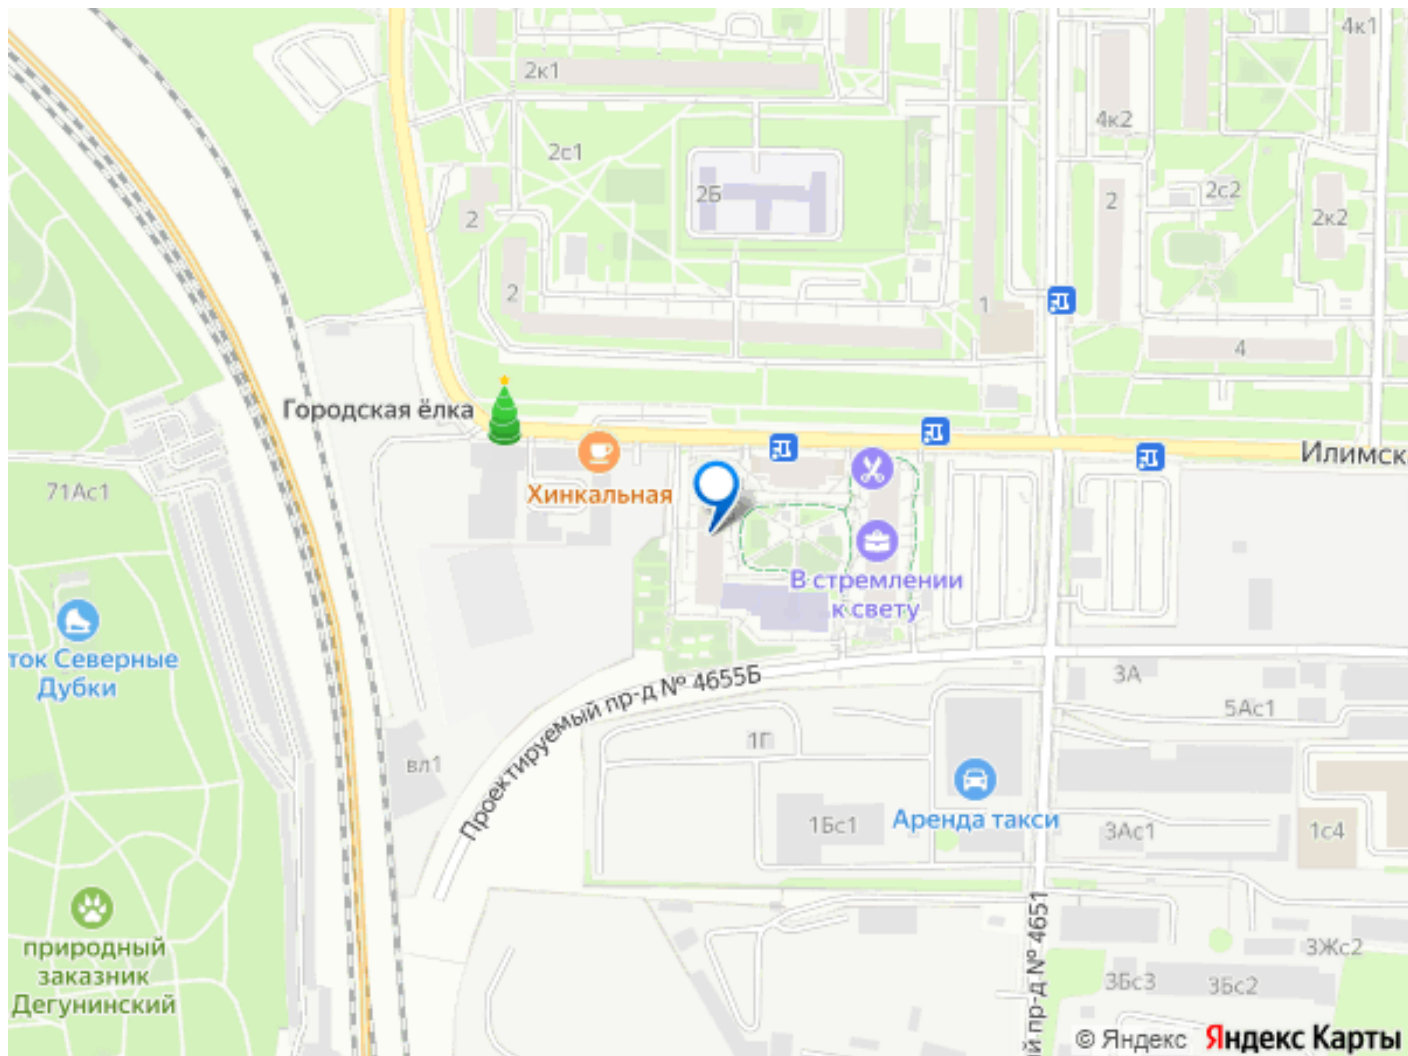 4к1
2к1
4к2
2с1
2Б
2с2
2
2к2
2
2
1
4
Городская ёлка
Илимск
71Ас1
Хинкальная
В стремлении
к свету
ток Северные
Дубки
Проектируемый пр-д № 4655Б
3А
5Ас1
1Г
вл1
Аренда такси
1Бс1
3Ас1
1с4
природный
заказник
Дегунинский
ый пр-д № 4651
3Жс2
3Бс3
3Бс2
© Яндекс Яндекс Карты